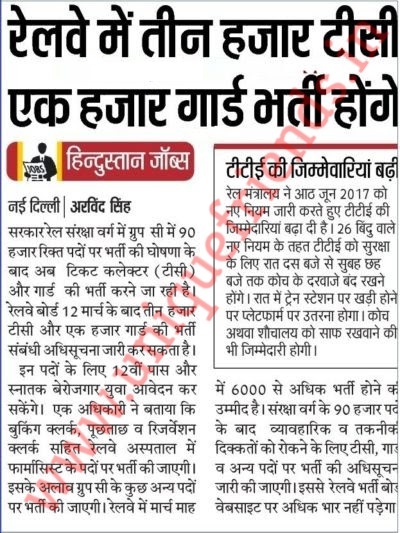 रेलवे में तीन हजार टीसी
एक हजार गार्ड भर्ती होंगे
JOBS
हिन्दुस्तान जॉब्स
नई दिल्ली | अरविंद सिंह
सरकार रेल संरक्षा वर्ग में ग्रुप सी में 90
हजार रिक्त पदों पर भर्ती की घोषणा के
बाद अब टिकट कलेक्टर (टीसी)
और गार्ड की भर्ती करने जा रही है।
रेलवे बोर्ड 12 मार्च के बाद तीन हजार
टीसी और एक हजार गार्ड की भर्ती
संबंधी अधिसूचना जारी कर सकता है।
इन पदों के लिए 12वीं पास और
स्नातक बेरोजगार युवा आवेदन कर
सकेंगे। एक अधिकारी ने बताया कि
बुकिंग क्लर्क, पूछताछ व रिजर्वेशन
क्लर्क सहित रेलवे अस्पताल में
फार्मासिस्ट के पदों पर भर्ती की जाएगी।
इसके अलाव ग्रुप सी के कुछ अन्य पदों
पर भर्ती की जाएगी। रेलवे में मार्च माह
टीटीई की जिम्मेवारियां बढ़ी
रेल मंत्रालय ने आठ जून 2017 को
नए नियम जारी करते हुए टीटीई की
जिम्मेदारियां बढ़ा दी है। 26 बिंदु वाले
नए नियम के तहत टीटीई को सुरक्षा
के लिए रात दस बजे से सुबह छह
बजे तक कोच के दरवाजे बंद रखने
होंगे। रात में ट्रेन स्टेशन पर खड़ी होने
पर प्लेटफार्म पर उतरना होगा। कोच
अथवा शौचालय को साफ रखवाने की
भी जिम्मेदारी होगी।
में 6000 से अधिक भर्ती होने क
उम्मीद है। संरक्षा वर्ग के 90 हजार पद
के बाद व्यावहारिक व तकनीक
दिक्कतों को रोकने के लिए टीसी, गार्ड
व अन्य पदों पर भर्ती की अधिसूचन
जारी की जाएगी। इससे रेलवे भर्ती बोर्ड
वेबसाइट पर अधिक भार नहीं पड़ेगा
www.uniquefriends.in